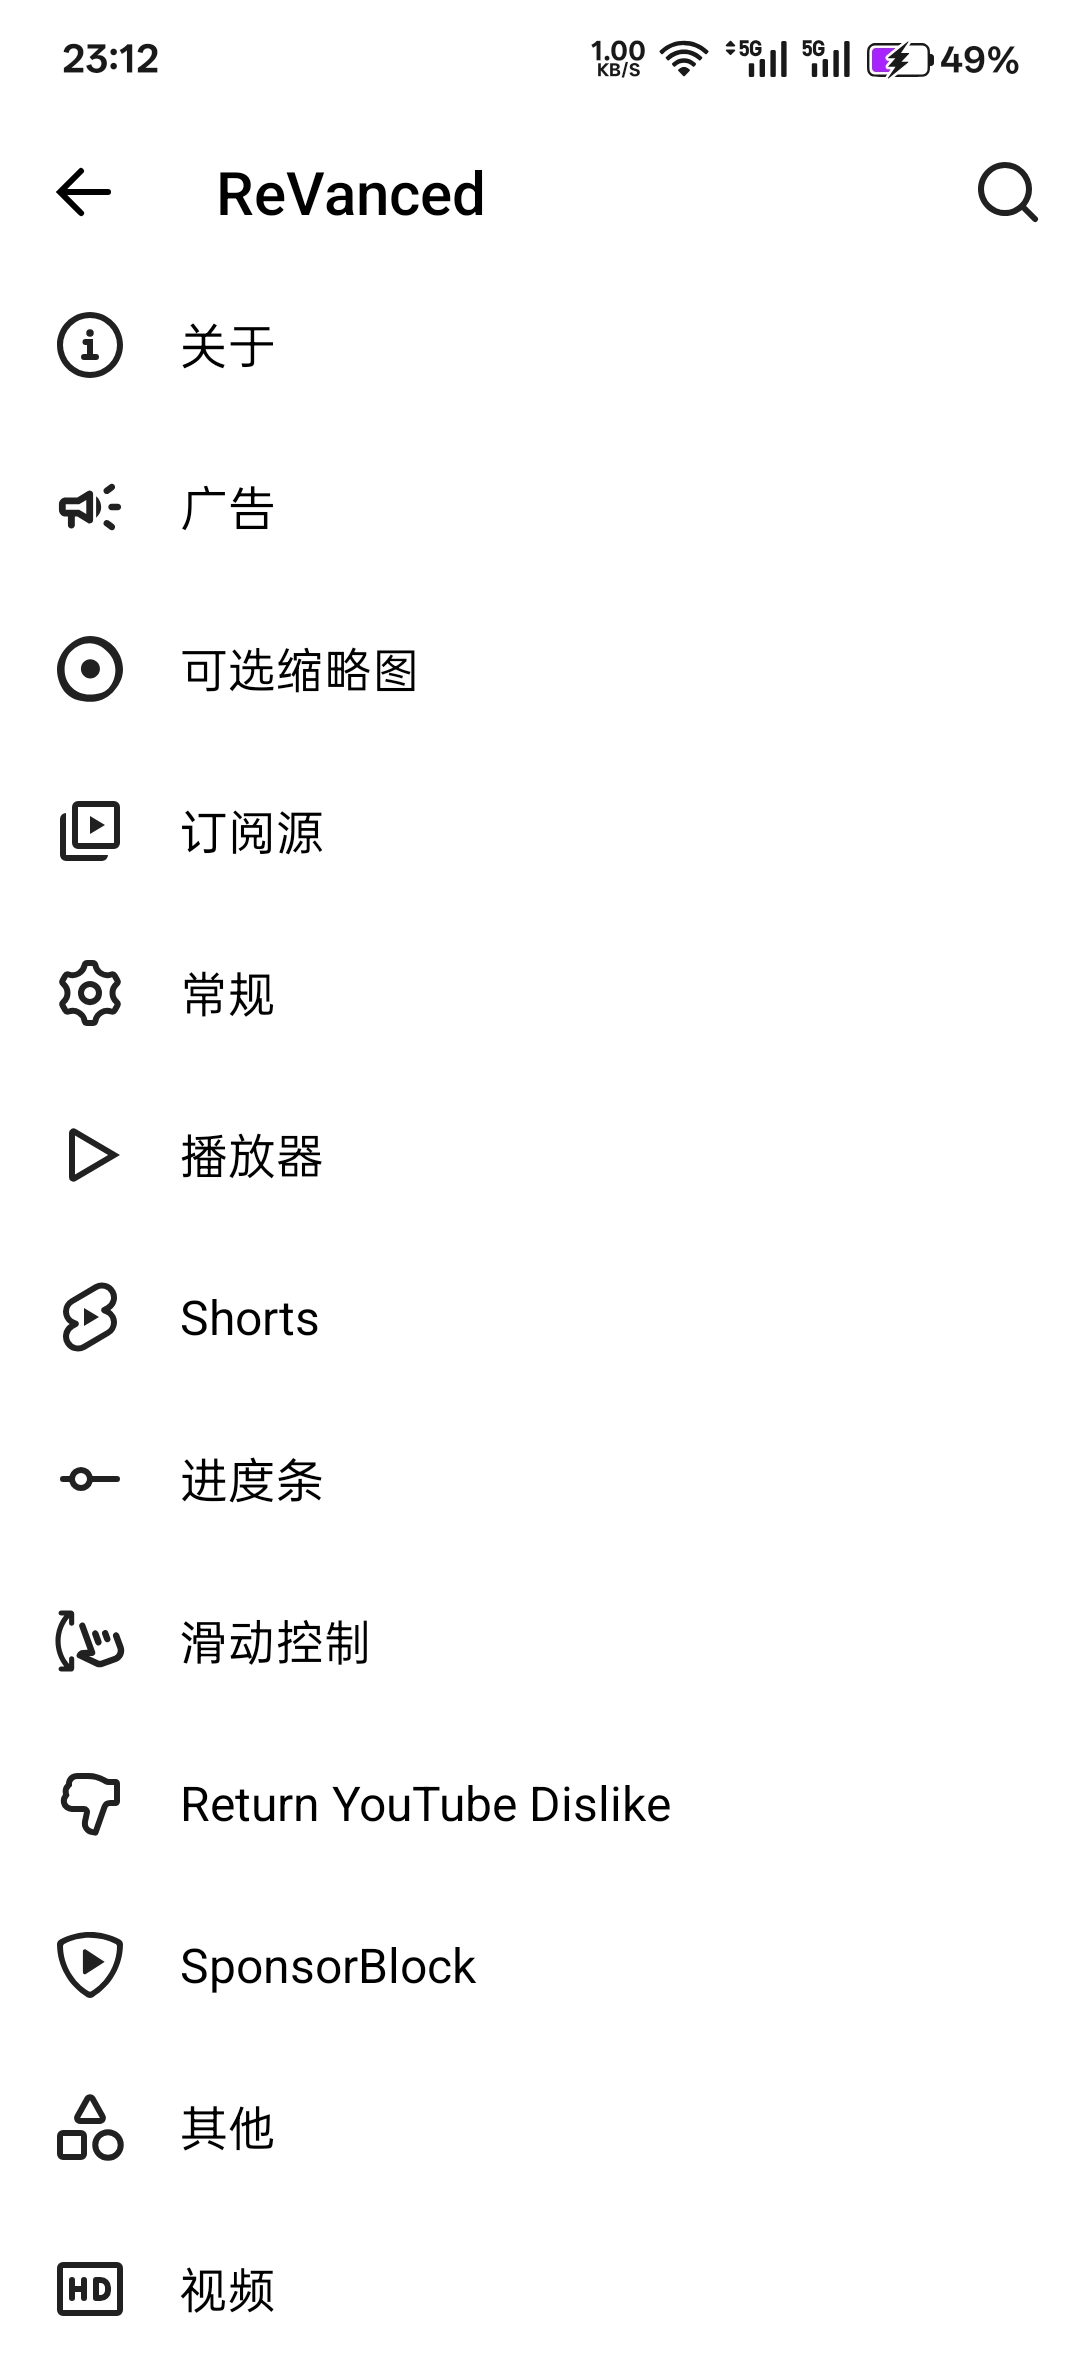 23:12
1.00
KB/S
5G
5G
49%
ReVanced
关于
广告
可选缩略图
订阅源
常规
播放器
Shorts
进度条
滑动控制
Return YouTube Dislike
SponsorBlock
其他
HD
视频